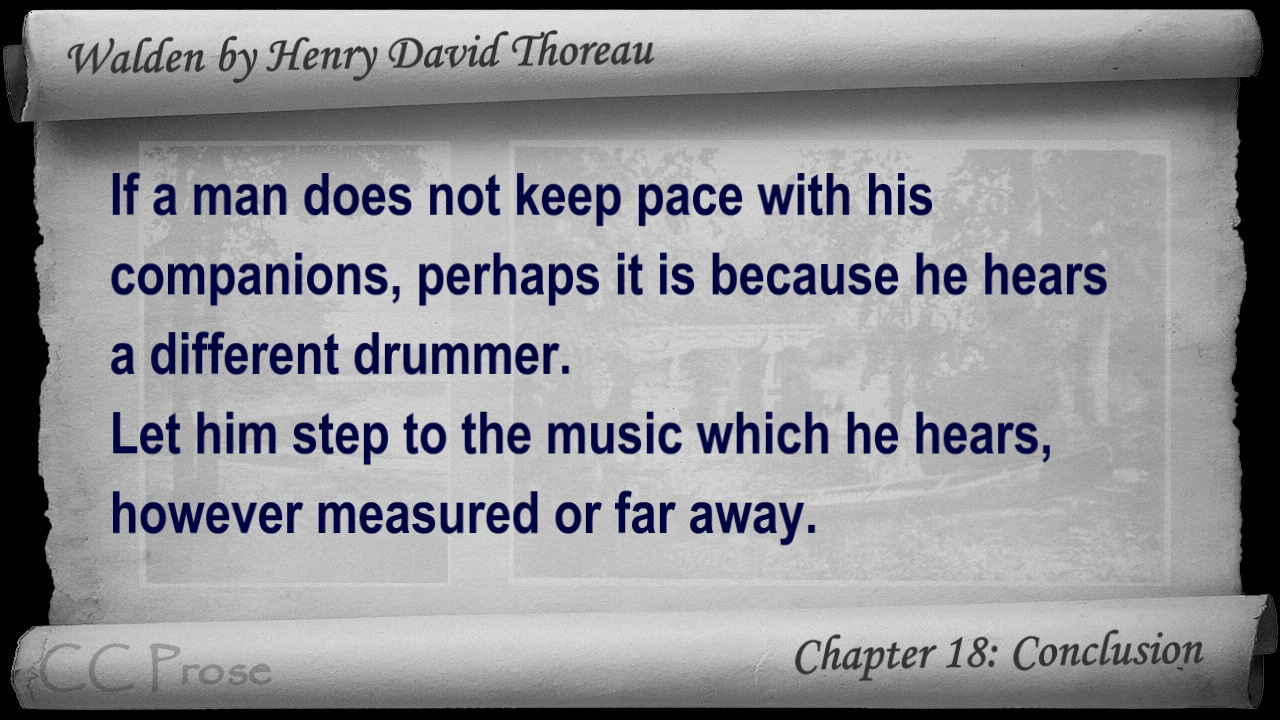 Walden by Henry David Thoreau
If a man does not keep pace with his
companions, perhaps it is because he hears
a different drummer.
Let him step to the music which he hears,
however measured or far away.
CC Prose
Chapter 18: Conclusion